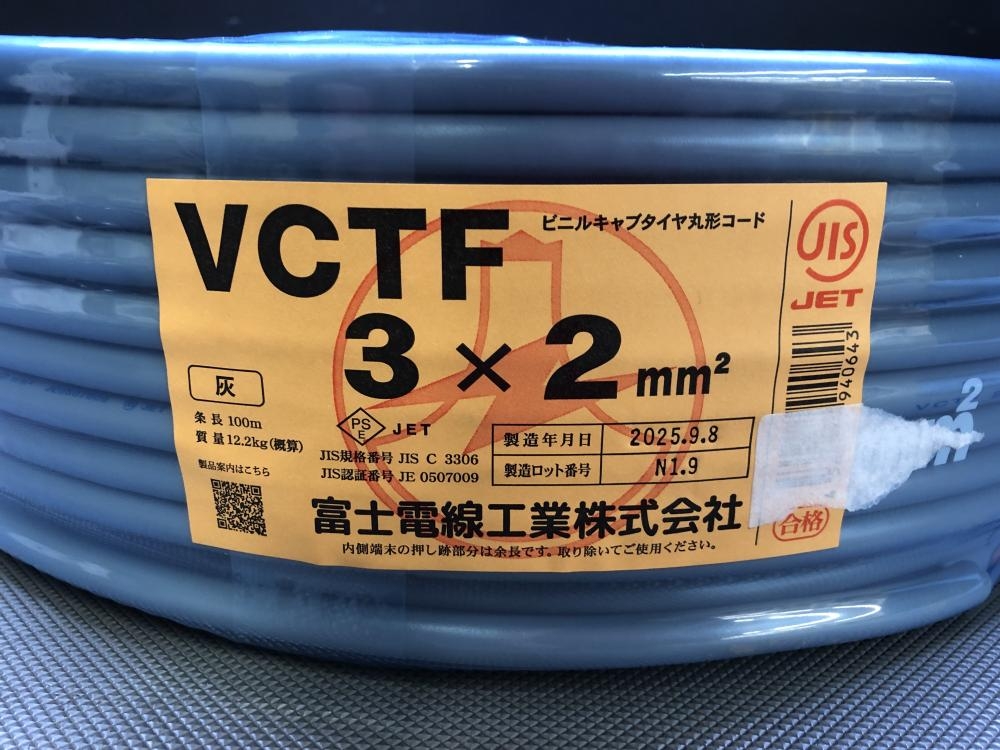 VCTF
ビニルキャブタイヤ丸形コード
JIS
JET
3×2mm²
灰
条長 100m
質量 12.2kg(概算)
製品案内はこちら
PS
E
JET
JIS規格番号 JIS C 3306
JIS認証番号 JE 0507009
製造年月日 2025.9.8
製造ロット番号 N1.9
940643
富士電線工業株式会社
合格
内側端末の押し跡部分は余長です。取り除いてご使用ください。